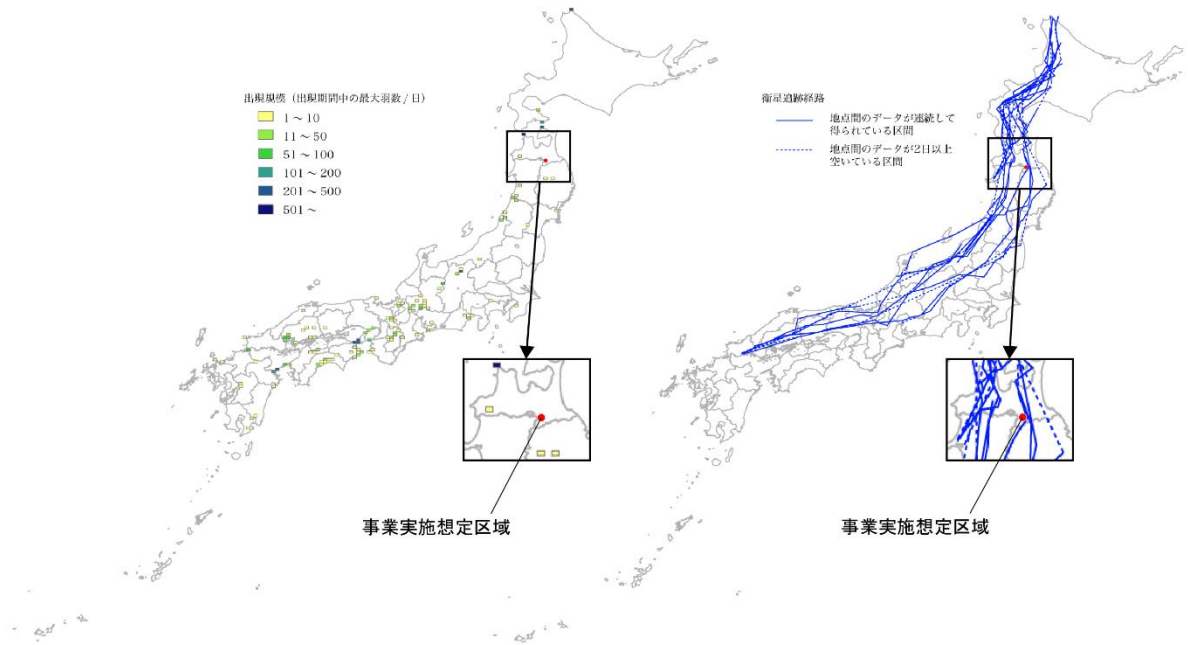 出現規模（出現期間中の最大羽数 / 日）
1～10
11～50
51～100
101～200
201～500
501～
事業実施想定区域
衛星追跡経路
地点間のデータが連続して
得られている区間
地点間のデータが2日以上
空いている区間
事業実施想定区域